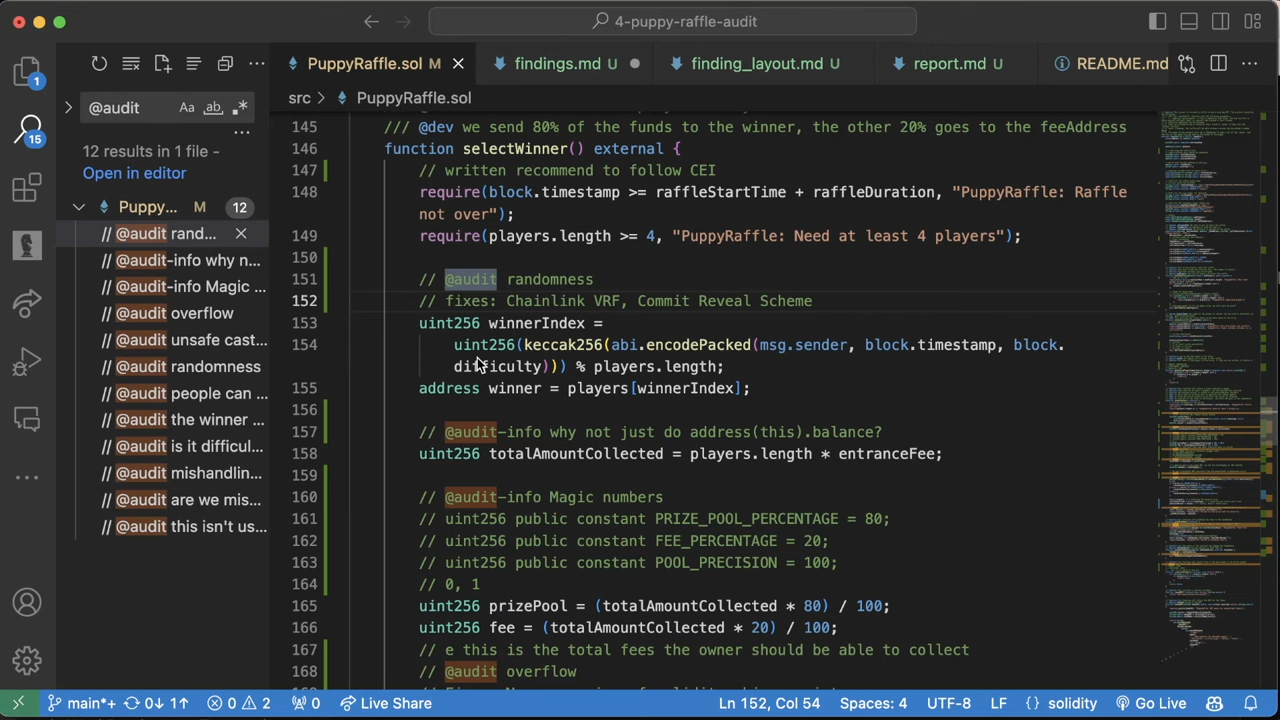 4-puppy-raffle-audit
PuppyRaffle.sol M
findings.md U
finding_layout.md U
report.md U
README.md
@audit
Aa ab .*
12 results in 1 file -
Open in editor
Puppy... M 12
// @audit rand...
// @audit-info why n...
// @audit-info Magic ...
// @audit overflow
// @audit unsafe cast...
// @audit randomness
// @audit people can ...
// @audit the winner ...
// @audit is it difficul...
// @audit mishandlin...
// @audit are we mis...
// @audit this isn't us...
1
15
src > PuppyRaffle.sol
145 /// @dev We send 80% of the funds to the winner, the other 20% goes to the feeAddress
146 function selectWinner() external {
147 //written recommend to follow CEI
148 require(block.timestamp >= raffleStartTime + raffleDuration, "PuppyRaffle: Raffle
not over");
149 require(players.length >= 4, "PuppyRaffle: Need at least 4 players");
150
151 // @audit randomness
152 // fixes: Chainlink VRF, Commit Reveal Scheme
153 uint256 winnerIndex =
154 uint256(keccak256(abi.encodePacked(msg.sender, block.timestamp, block.
difficulty))) % players.length;
155 address winner = players[winnerIndex];
156
157 // @audit-info why not just do address(this).balance?
158 uint256 totalAmountCollected = players.length * entranceFee;
159
160 // @audit-info Magic numbers
161 // uint256 public constant PRIZE_POOL_PERCENTAGE = 80;
162 // uint256 public constant FEE_PERCENTAGE = 20;
163 // uint256 public constant POOL_PRECISION = 100;
164 // 0,
165 uint256 prizePool = (totalAmountCollected * 80) / 100;
166 uint256 fee = (totalAmountCollected * 20) / 100;
167 // e this is the total fees the owner should be able to collect
168 // @audit overflow
main*+ 0↓ 1↑ 0 2 0 Live Share Ln 152, Col 54 Spaces: 4 UTF-8 LF {} solidity Go Live